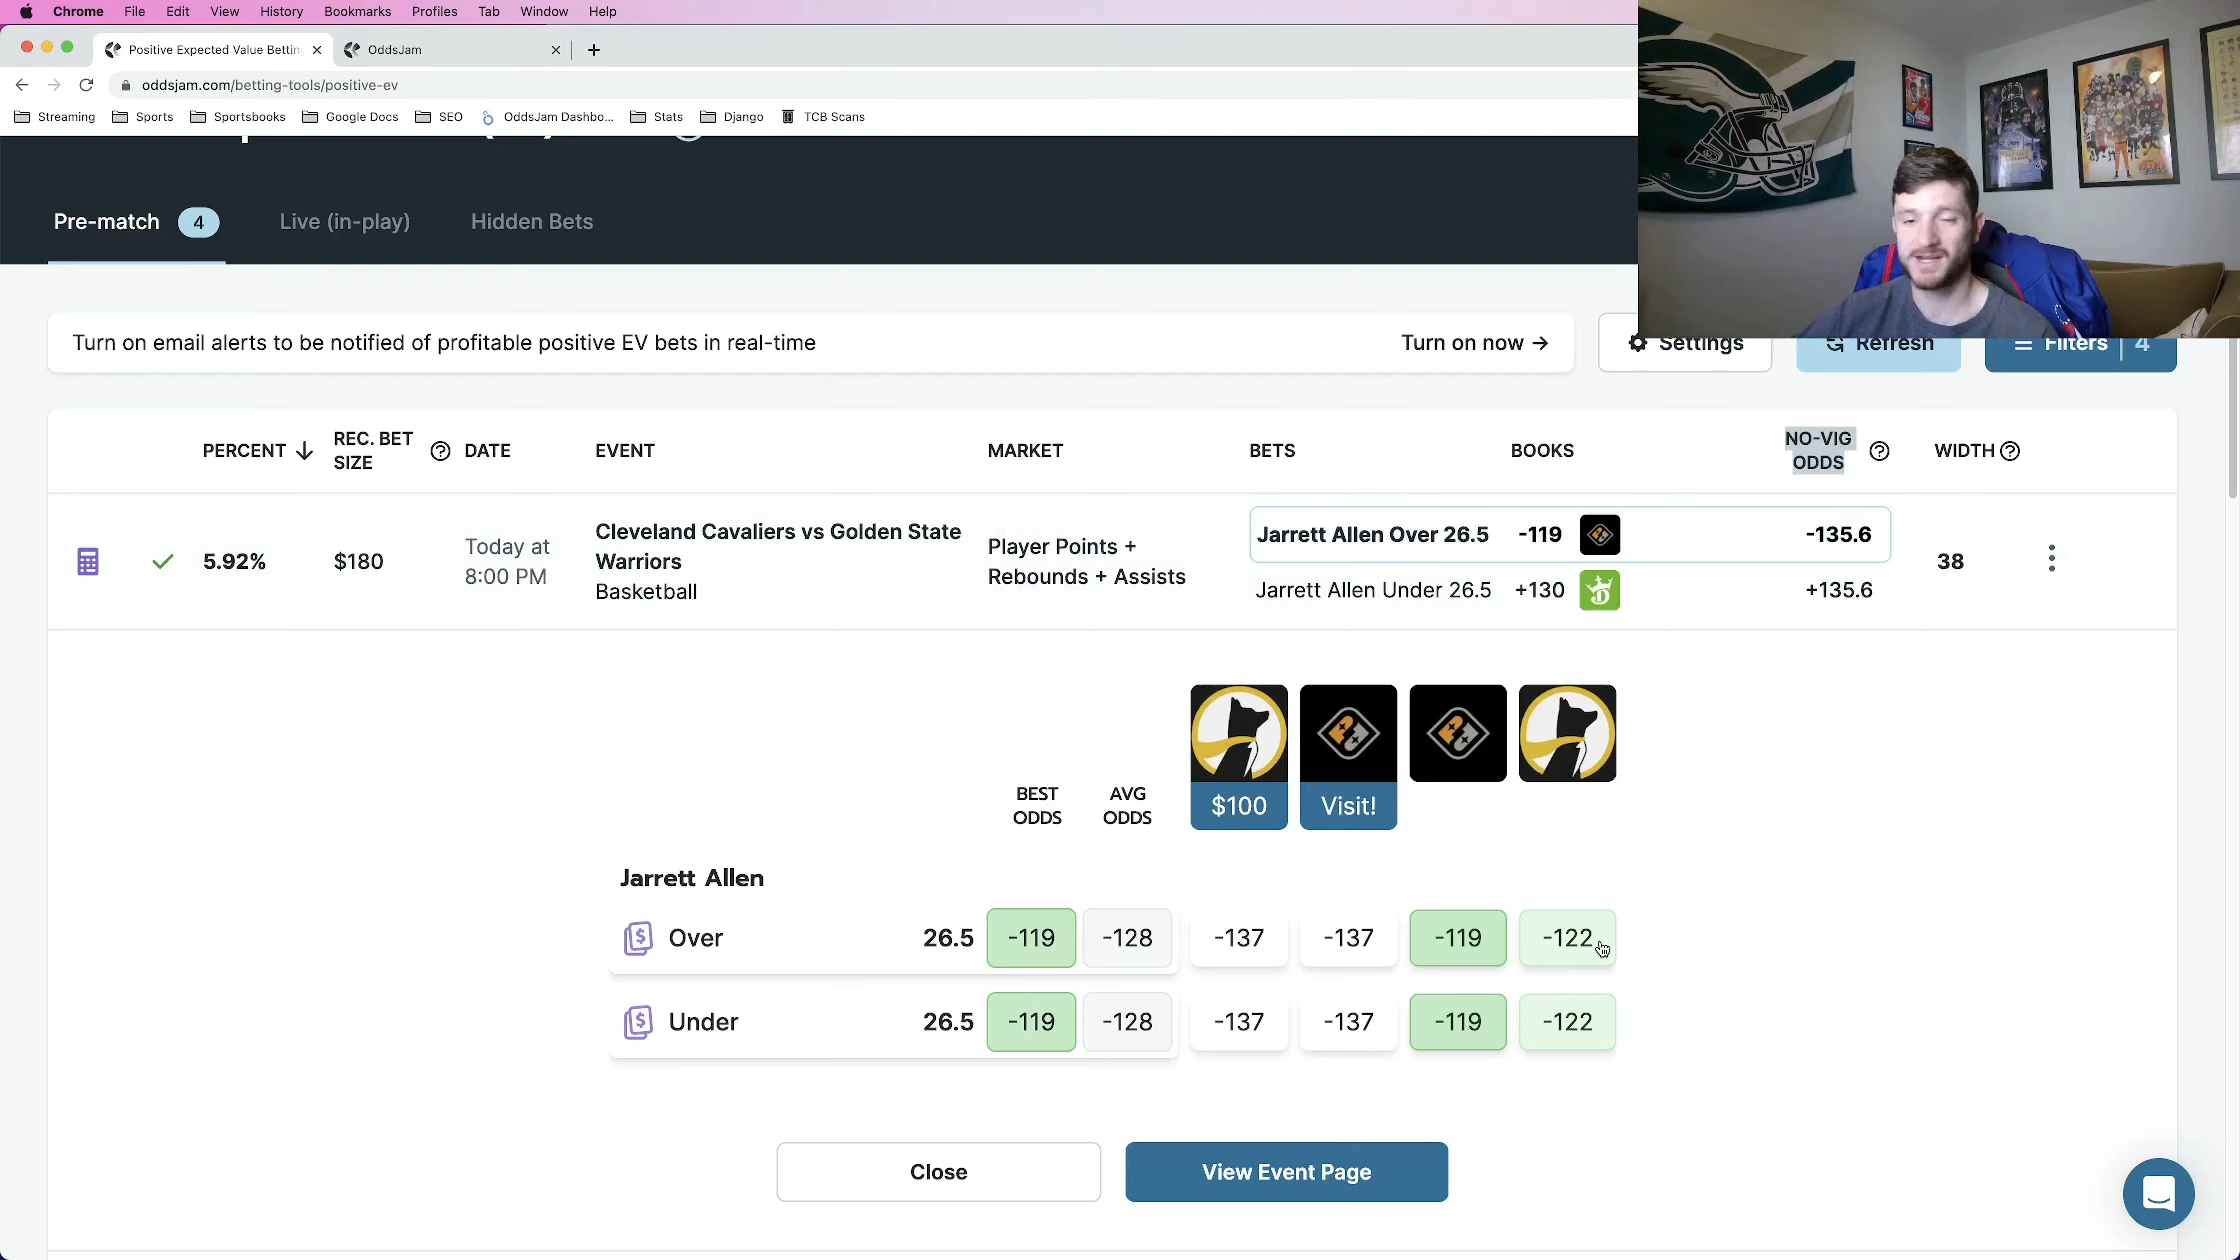 Chrome File Edit View History Bookmarks Profiles Tab Window Help
Positive Expected Value Betting
OddsJam
oddsjam.com/betting-tools/positive-ev
Streaming Sports Sportsbooks Google Docs SEO OddsJam Dashbo... Stats Django TCB Scans
Pre-match 4 Live (in-play) Hidden Bets
Turn on email alerts to be notified of profitable positive EV bets in real-time Turn on now → Settings Refresh Filters 4
PERCENT ↓ REC. BET SIZE ? DATE EVENT MARKET BETS BOOKS NO-VIG ODDS ? WIDTH ?
5.92% $180 Today at 8:00 PM
Cleveland Cavaliers vs Golden State Warriors
Basketball
Player Points + Rebounds + Assists
Jarrett Allen Over 26.5 -119 -135.6
Jarrett Allen Under 26.5 +130 +135.6
38
BEST ODDS AVG ODDS $100 Visit!
Jarrett Allen
Over 26.5 -119 -128 -137 -137 -119 -122
Under 26.5 -119 -128 -137 -137 -119 -122
Close View Event Page